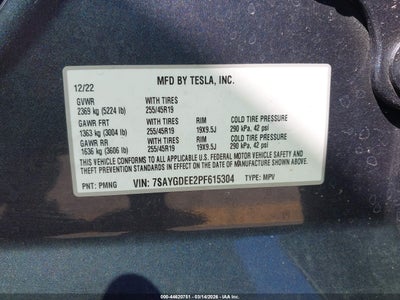 MFD BY TESLA, INC.
12/22
GVWR WITH TIRES
2369 kg (5224 lb) 255/45R19
GAWR FRT WITH TIRES RIM COLD TIRE PRESSURE
1363 kg (3004 lb) 255/45R19 19X9.5J 290 kPa, 42 psi
GAWR RR WITH TIRES RIM COLD TIRE PRESSURE
1636 kg (3606 lb) 255/45R19 19X9.5J 290 kPa, 42 psi
THIS VEHICLE CONFORMS TO ALL APPLICABLE U.S. FEDERAL MOTOR VEHICLE SAFETY AND
THEFT PREVENTION STANDARDS IN EFFECT ON THE DATE OF MANUFACTURE SHOWN ABOVE.
PNT: PMNG VIN: 7SAYGDEE2PF615304 TYPE: MPV
000-44620751 - 03/14/2026 - COPYRIGHT IAA, LLC.